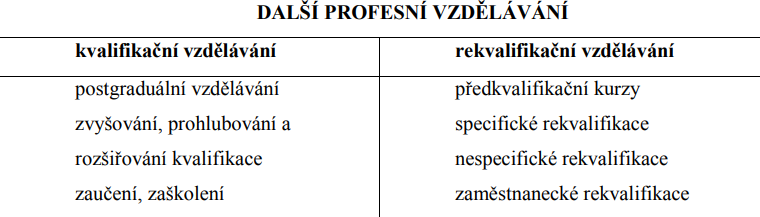 DALŠÍ PROFESNÍ VZDĚLÁVÁNÍ
kvalifikační vzdělávání
rekvalifikační vzdělávání
postgraduální vzdělávání
předkvalifikační kurzy
zvyšování, prohlubování a
specifické rekvalifikace
rozšiřování kvalifikace
nespecifické rekvalifikace
zaučení, zaškolení
zaměstnanecké rekvalifikace